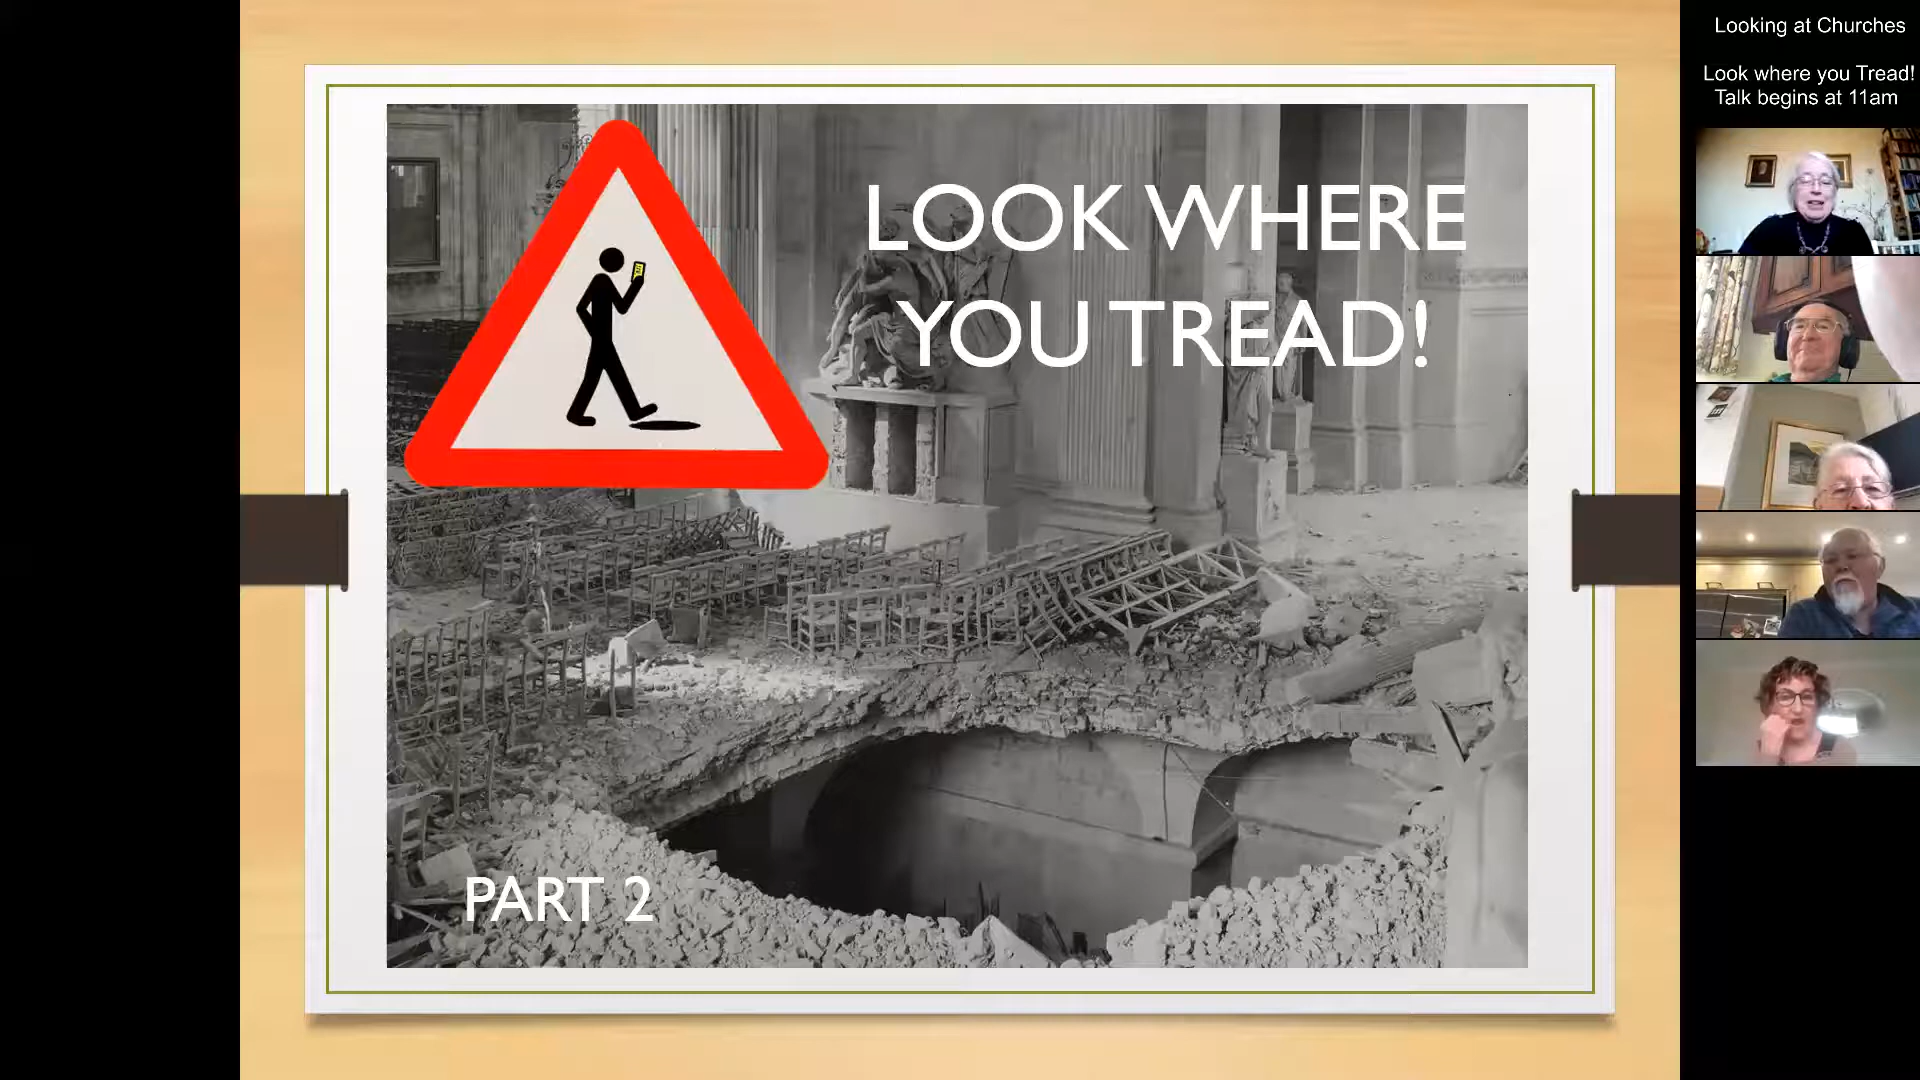 LOOK WHERE
YOU TREAD!
PART 2
Looking at Churches
Look where you Tread!
Talk begins at 11am